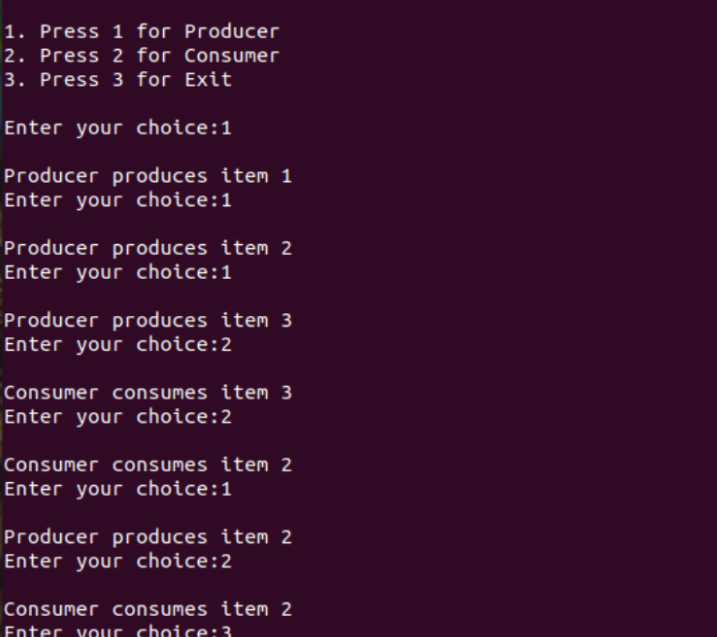 1. Press 1 for Producer
2. Press 2 for Consumer
3. Press 3 for Exit
Enter your choice:1
Producer produces item 1
Enter your choice:1
Producer produces item 2
Enter your choice:1
Producer produces item 3
Enter your choice:2
Consumer consumes item 3
Enter your choice:2
Consumer consumes item 2
Enter your choice:1
Producer produces item 2
Enter your choice:2
Consumer consumes item 2
Enter your choice:3